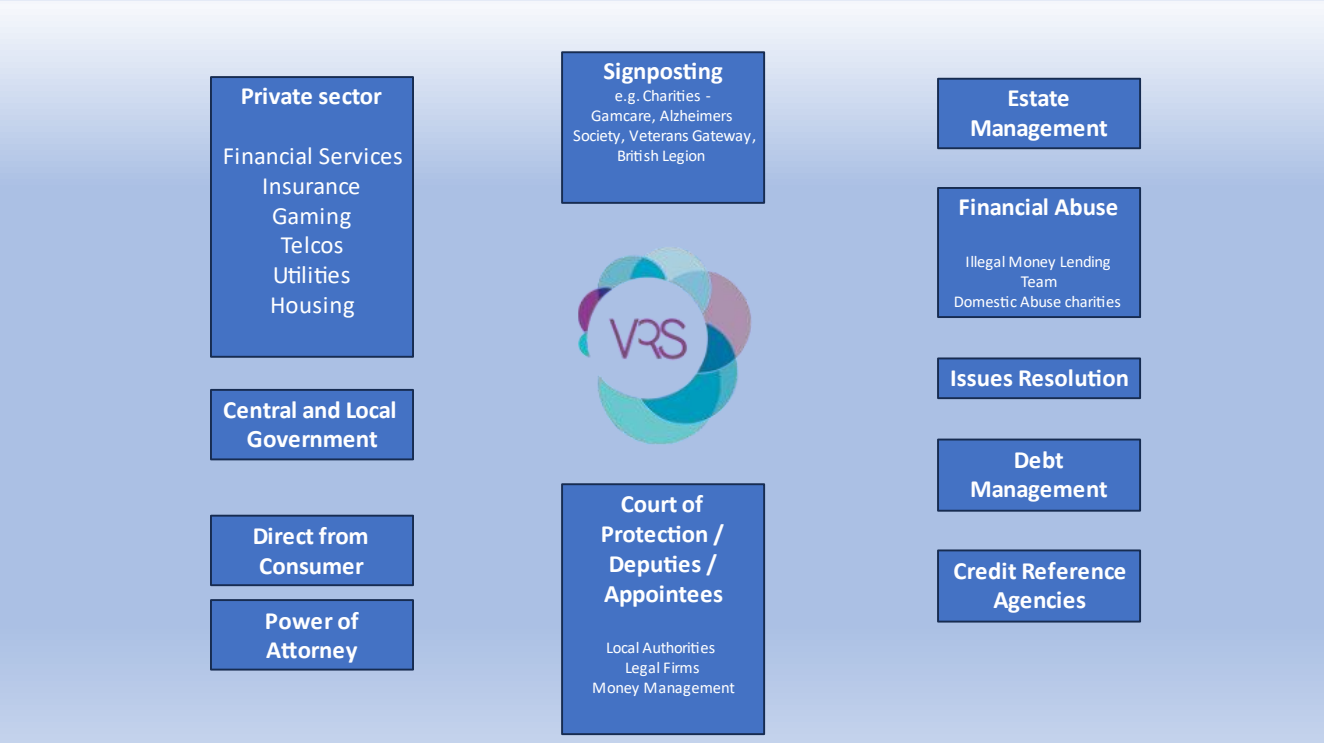 Private sector
Financial Services
Insurance
Gaming
Telcos
Utilities
Housing
Central and Local
Government
Direct from
Consumer
Power of
Attorney
Signposting
e.g. Charities -
Gamcare, Alzheimers
Society, Veterans Gateway,
British Legion
VRS
Court of
Protection /
Deputies /
Appointees
Local Authorities
Legal Firms
Money Management
Estate
Management
Financial Abuse
Illegal Money Lending
Team
Domestic Abuse charities
Issues Resolution
Debt
Management
Credit Reference
Agencies